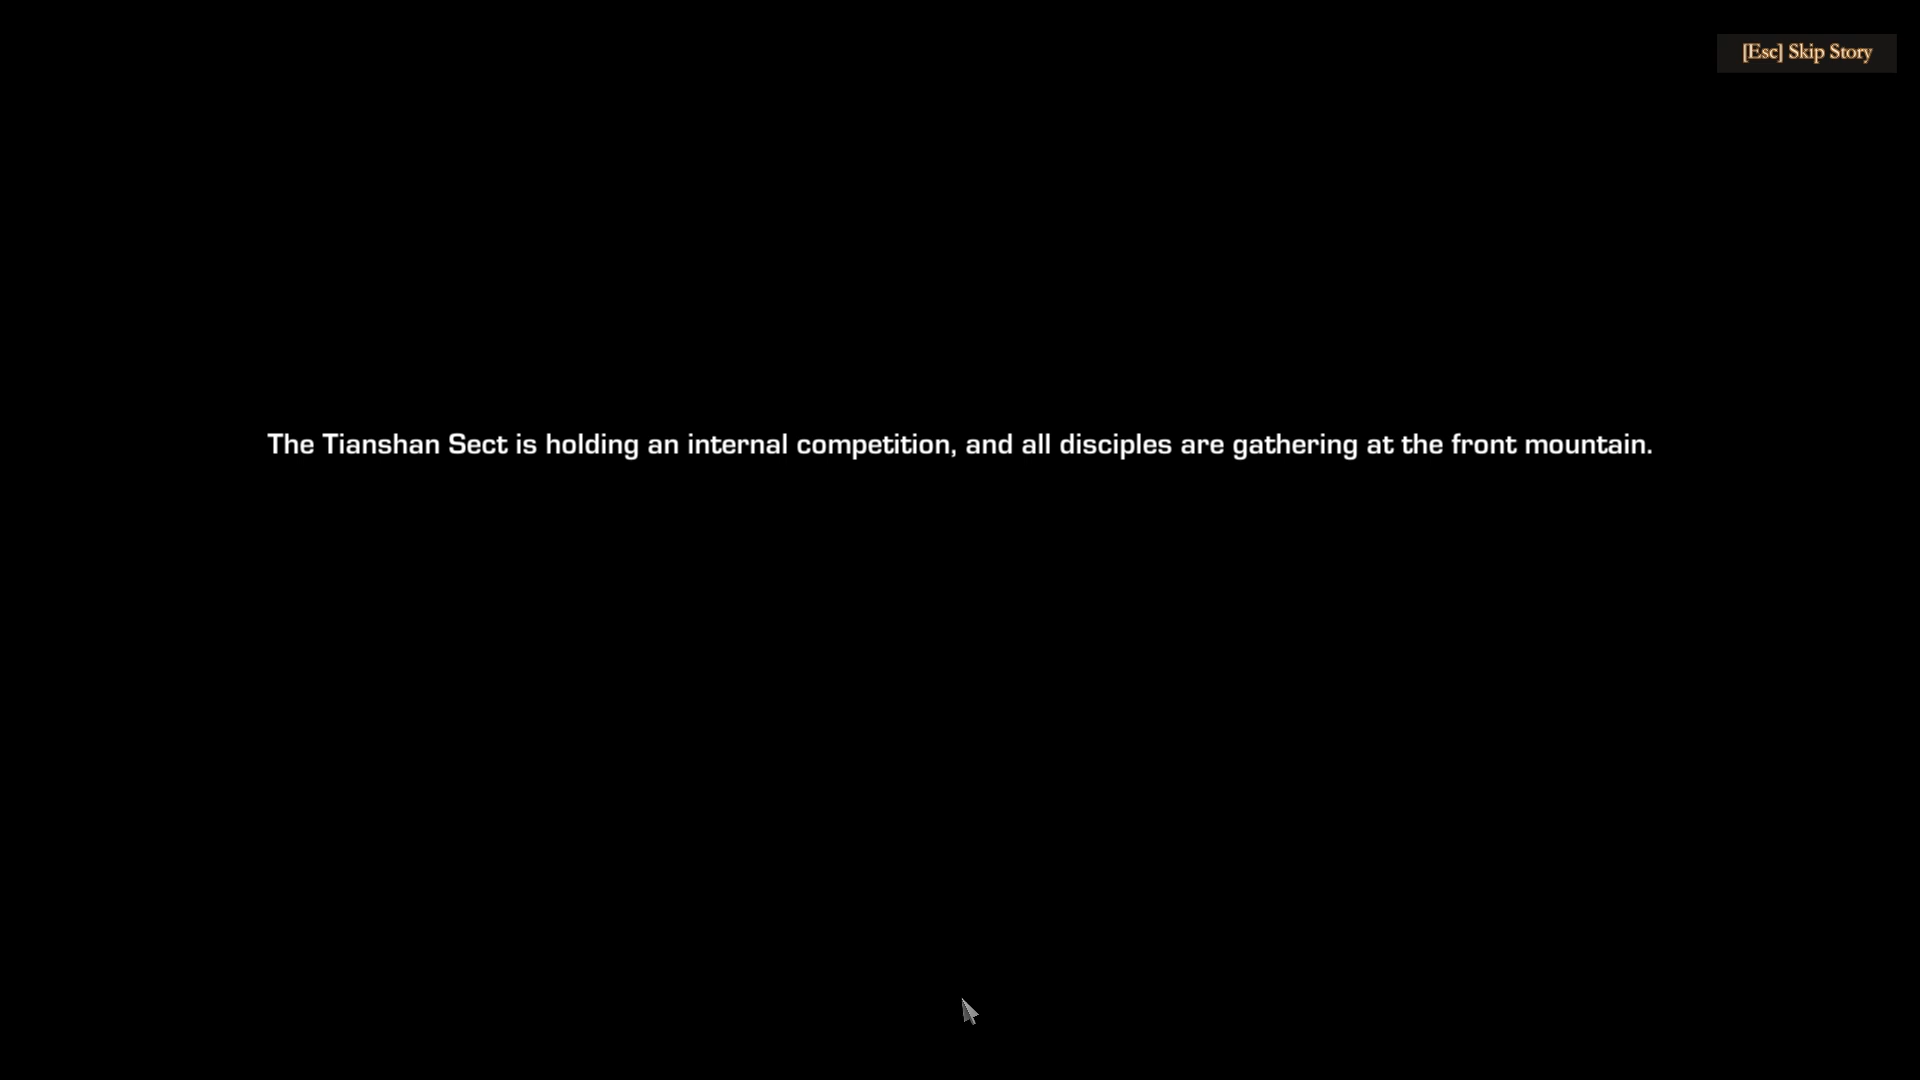 [Esc] Skip Story
The Tianshan Sect is holding an internal competition, and all disciples are gathering at the front mountain.